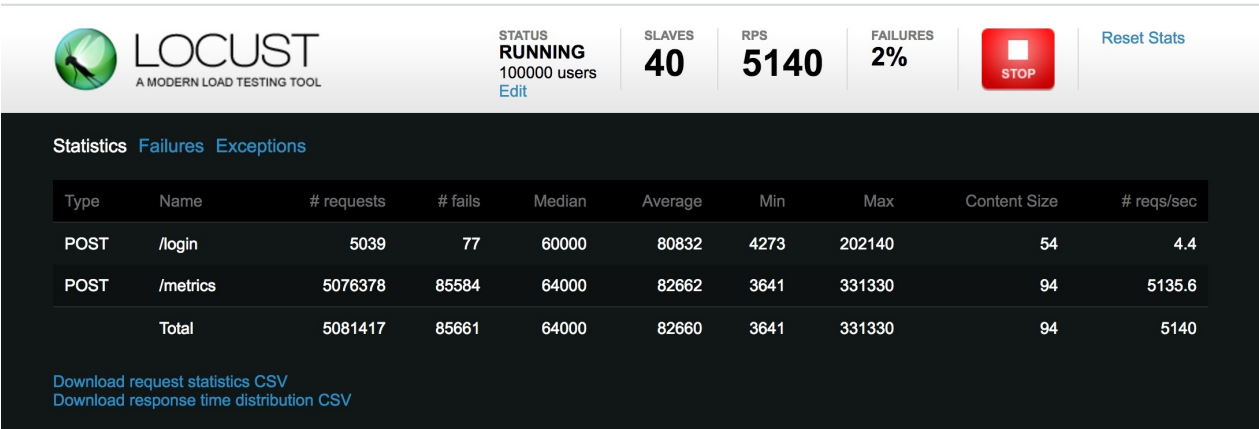 LOCUST
A MODERN LOAD TESTING TOOL
STATUS
RUNNING
100000 users
Edit
SLAVES
40
RPS
5140
FAILURES
2%
STOP
Reset Stats
Statistics Failures Exceptions
Type Name # requests # fails Median Average Min Max Content Size # reqs/sec
POST /login 5039 77 60000 80832 4273 202140 54 4.4
POST /metrics 5076378 85584 64000 82662 3641 331330 94 5135.6
Total 5081417 85661 64000 82660 3641 331330 94 5140
Download request statistics CSV
Download response time distribution CSV